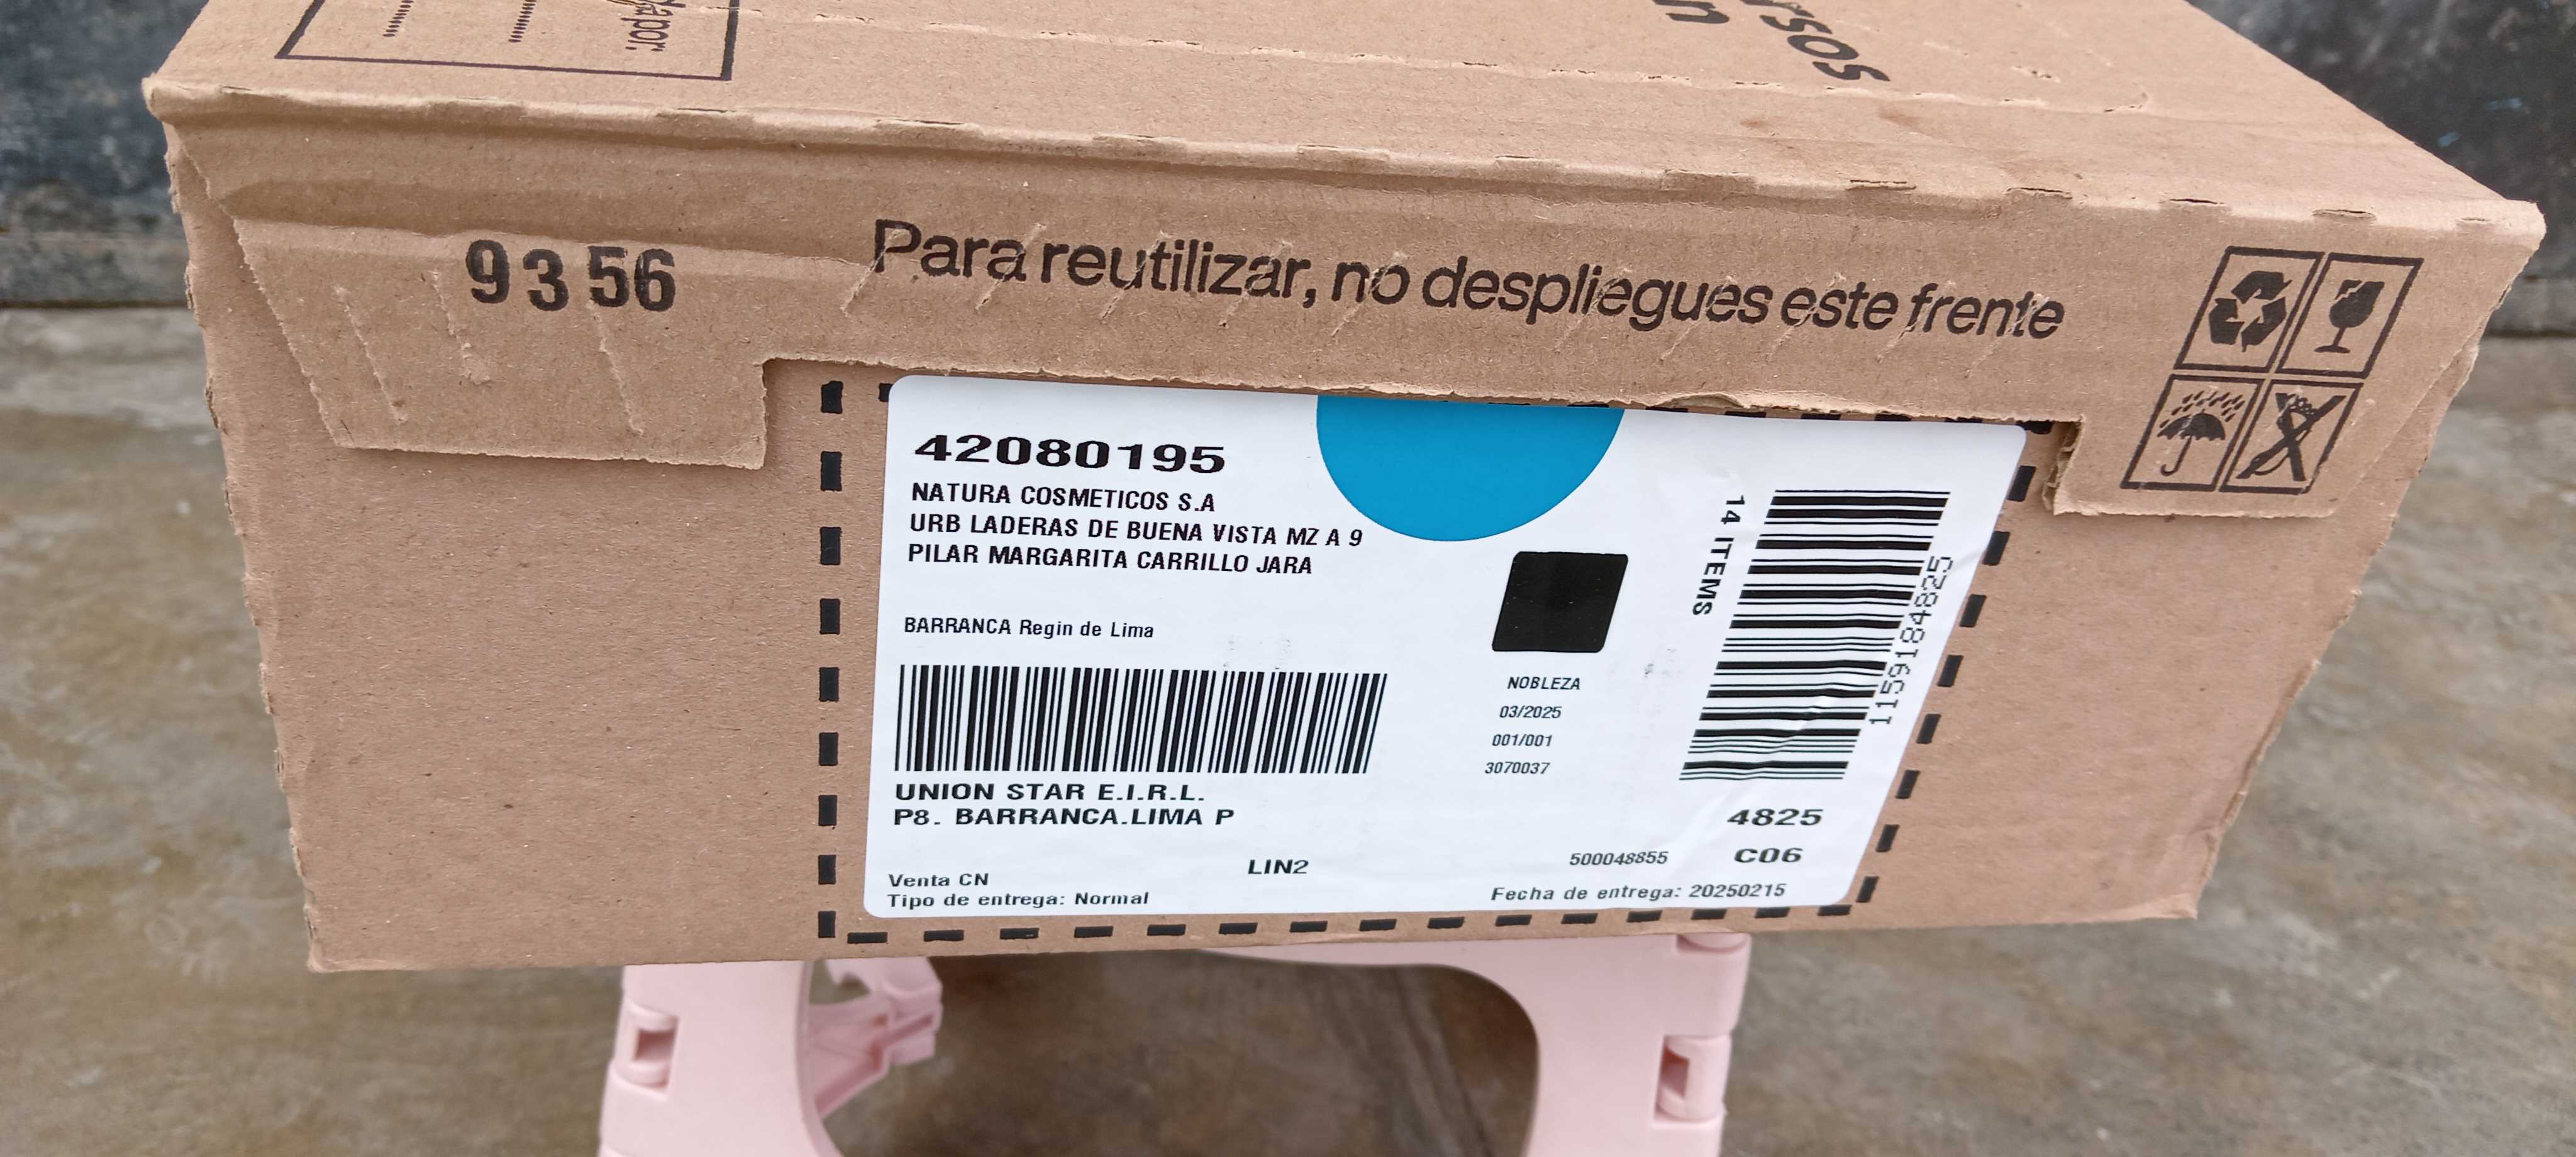 apor.
rsos
n
9356
Para reutilizar, no despliegues este frente
42080195
NATURA COSMETICOS S.A
URB LADERAS DE BUENA VISTA MZ A 9
PILAR MARGARITA CARRILLO JARA
BARRANCA Regin de Lima
14 ITEMS
1159184825
NOBLEZA
03/2025
001/001
3070037
UNION STAR E.I.R.L.
P8. BARRANCA.LIMA P
4825
LIN2
500048855
C06
Venta CN
Tipo de entrega: Normal
Fecha de entrega: 20250215